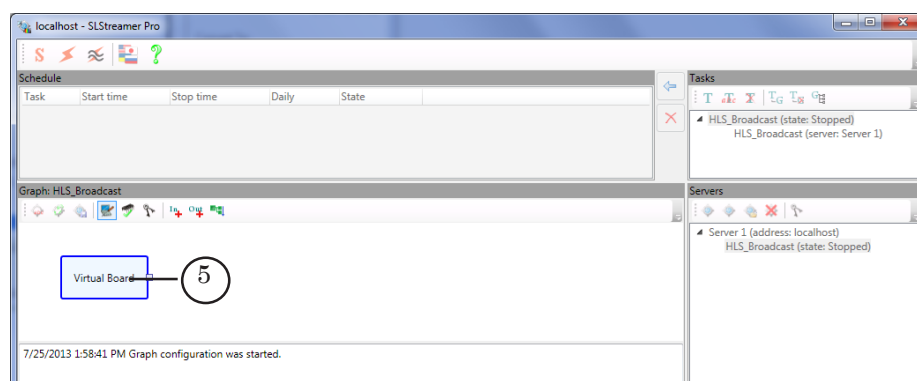 localhost - SLStreamer Pro
Schedule
Task Start time Stop time Daily State
Tasks
HLS_Broadcast (state: Stopped)
HLS_Broadcast (server: Server 1)
Graph: HLS_Broadcast
In Out
Virtual Board
5
7/25/2013 1:58:41 PM Graph configuration was started.
Servers
Server 1 (address: localhost)
HLS_Broadcast (state: Stopped)